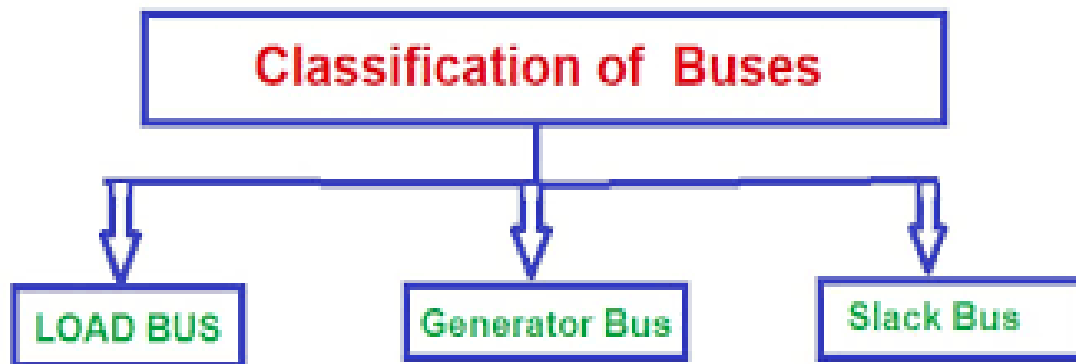 Classification of Buses
LOAD BUS
Generator Bus
Slack Bus